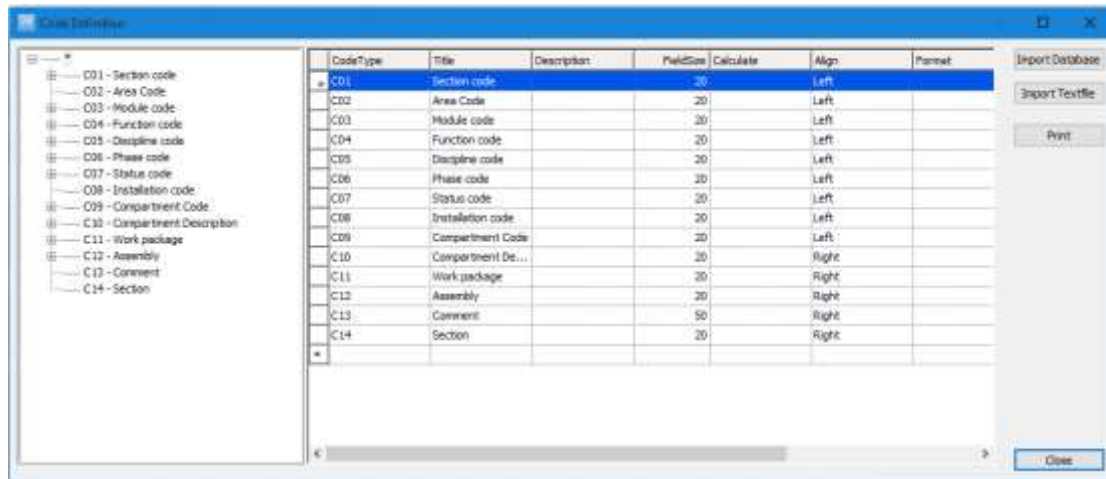 Code Definition
*
C01 - Section code
C02 - Area Code
C03 - Module code
C04 - Function code
C05 - Discipline code
C06 - Phase code
C07 - Status code
C08 - Installation code
C09 - Compartment Code
C10 - Compartment Description
C11 - Work package
C12 - Assembly
C13 - Comment
C14 - Section
CodeType Title Description FieldSize Calculate Align Format
C01 Section code 20 Left
C02 Area Code 20 Left
C03 Module code 20 Left
C04 Function code 20 Left
C05 Discipline code 20 Left
C06 Phase code 20 Left
C07 Status code 20 Left
C08 Installation code 20 Left
C09 Compartment Code 20 Left
C10 Compartment De... 20 Right
C11 Work package 20 Right
C12 Assembly 20 Right
C13 Comment 50 Right
C14 Section 20 Right
*
Import Database
Import Textfile
Print
Close